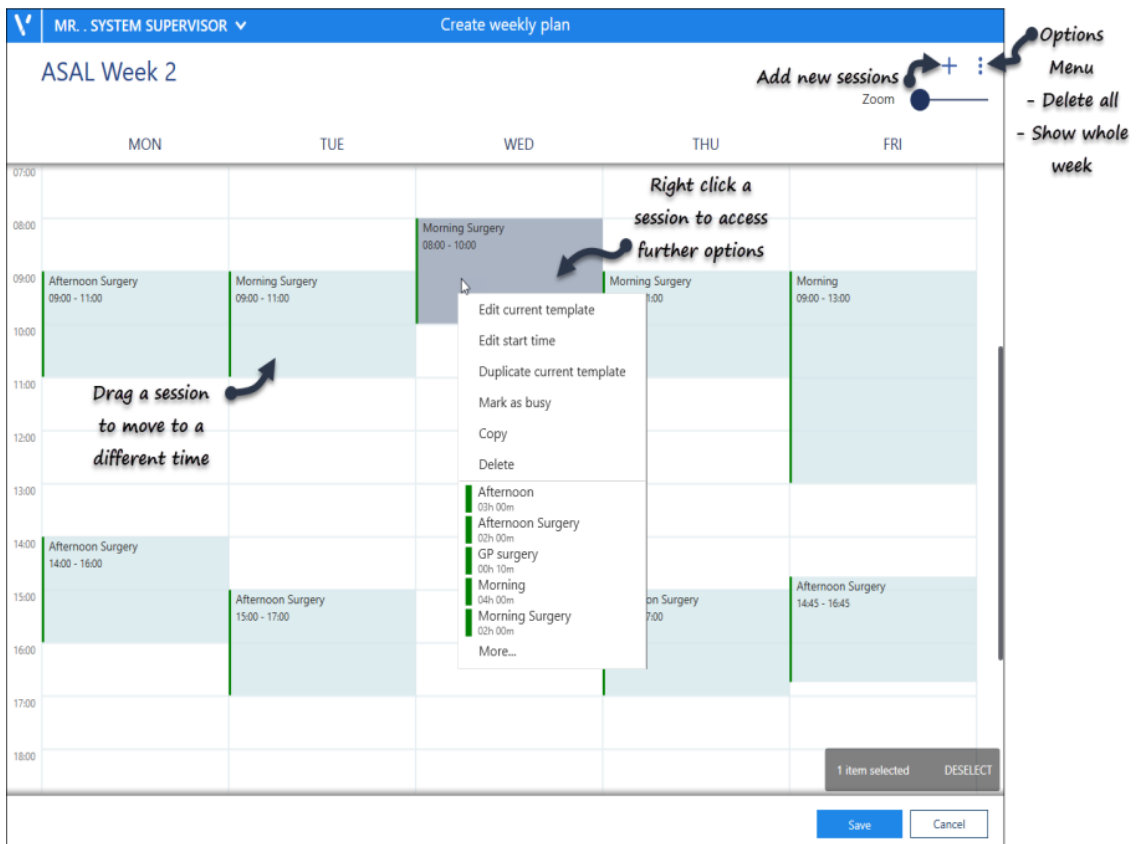 MR. . SYSTEM SUPERVISOR
Create weekly plan
Options
Menu
- Delete all
- Show whole
week
ASAL Week 2
Add new sessions
Zoom
MON
TUE
WED
THU
FRI
07:00
08:00
09:00
10:00
11:00
12:00
13:00
14:00
15:00
16:00
17:00
18:00
Afternoon Surgery
09:00 - 11:00
Afternoon Surgery
14:00 - 16:00
Morning Surgery
09:00 - 11:00
Drag a session
to move to a
different time
Afternoon Surgery
15:00 - 17:00
Morning Surgery
08:00 - 10:00
Right click a
session to access
further options
Edit current template
Edit start time
Duplicate current template
Mark as busy
Copy
Delete
Afternoon
03h 00m
Afternoon Surgery
02h 00m
GP surgery
00h 10m
Morning
04h 00m
Morning Surgery
02h 00m
More...
Morning Surgery
1:00
on Surgery
7:00
Morning
09:00 - 13:00
Afternoon Surgery
14:45 - 16:45
1 item selected
DESELECT
Save
Cancel